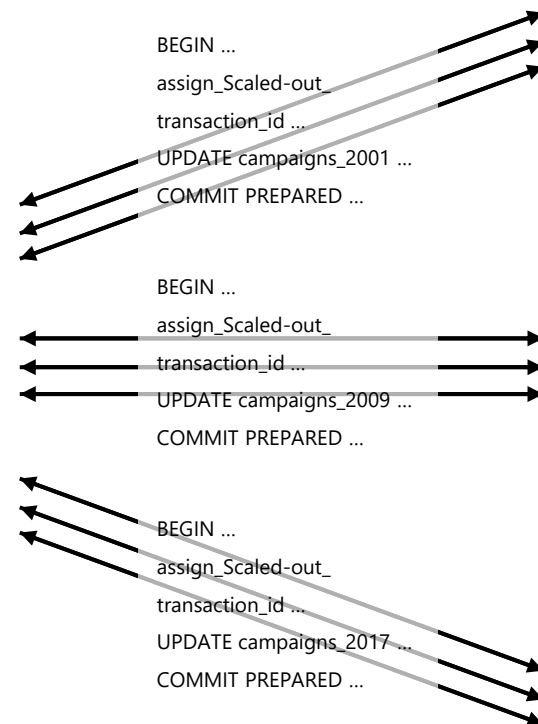 BEGIN ...
assign_Scaled-out_
transaction_id ...
UPDATE campaigns_2001 ...
COMMIT PREPARED ...
BEGIN ...
assign_Scaled-out_
transaction_id ...
UPDATE campaigns_2009 ...
COMMIT PREPARED ...
BEGIN ...
assign_Scaled-out_
transaction_id ...
UPDATE campaigns_2017 ...
COMMIT PREPARED ...